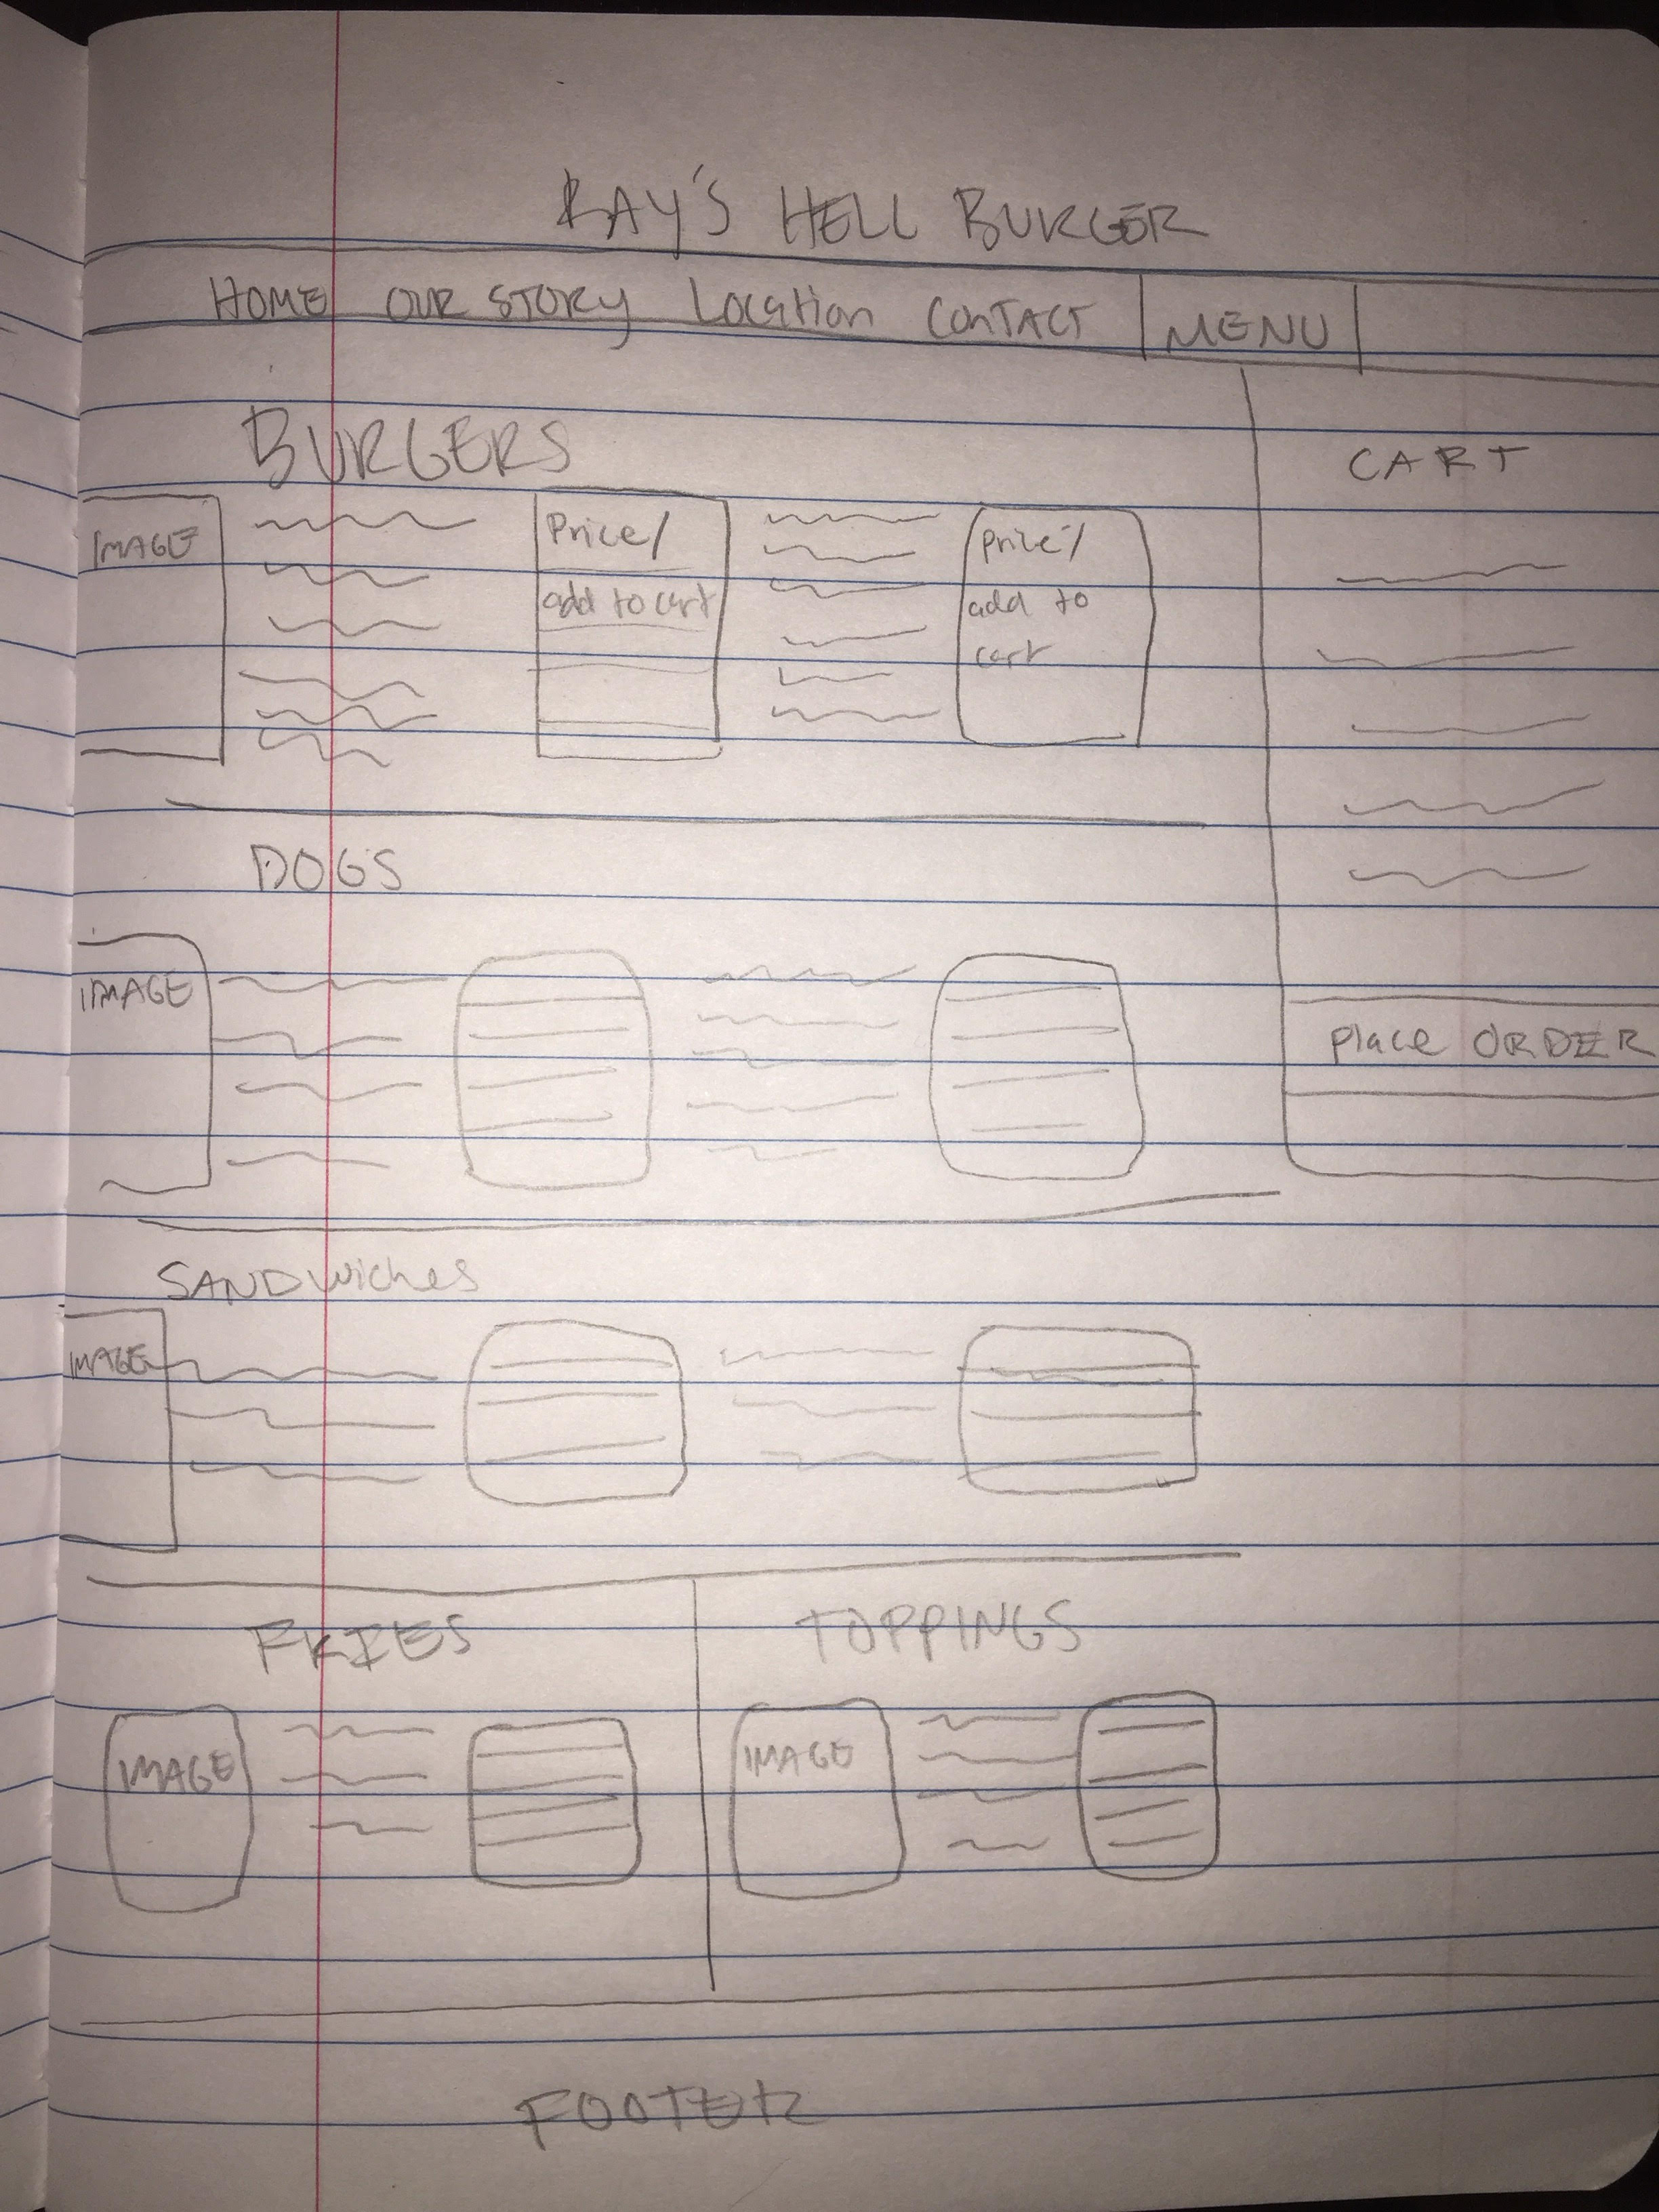 RAY'S HELL BURGER
HOME OUR STORY Location CONTACT MENU
BURGERS
CART
IMAGE
Price/
add to cart
Price/
add to
cart
DOGS
IMAGE
Place ORDER
SANDWiches
IMAGE
FRIES
TOPPINGS
IMAGE
IMAGE
FOOTER